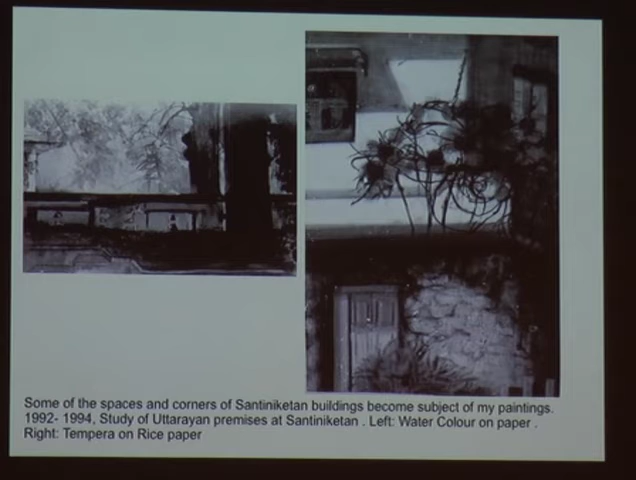 Some of the spaces and corners of Santiniketan buildings become subject of my paintings.
1992- 1994, Study of Uttarayan premises at Santiniketan . Left: Water Colour on paper .
Right: Tempera on Rice paper